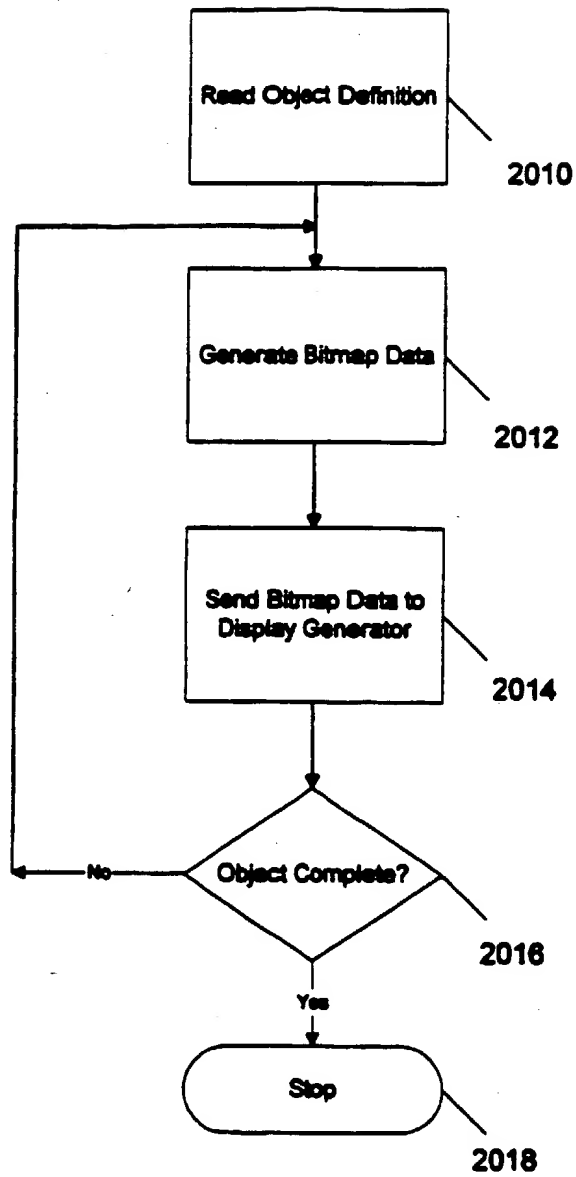 Read Object Definition
2010
Generate Bitmap Data
2012
Send Bitmap Data to
Display Generator
2014
Object Complete?
No
2016
Yes
Stop
2018